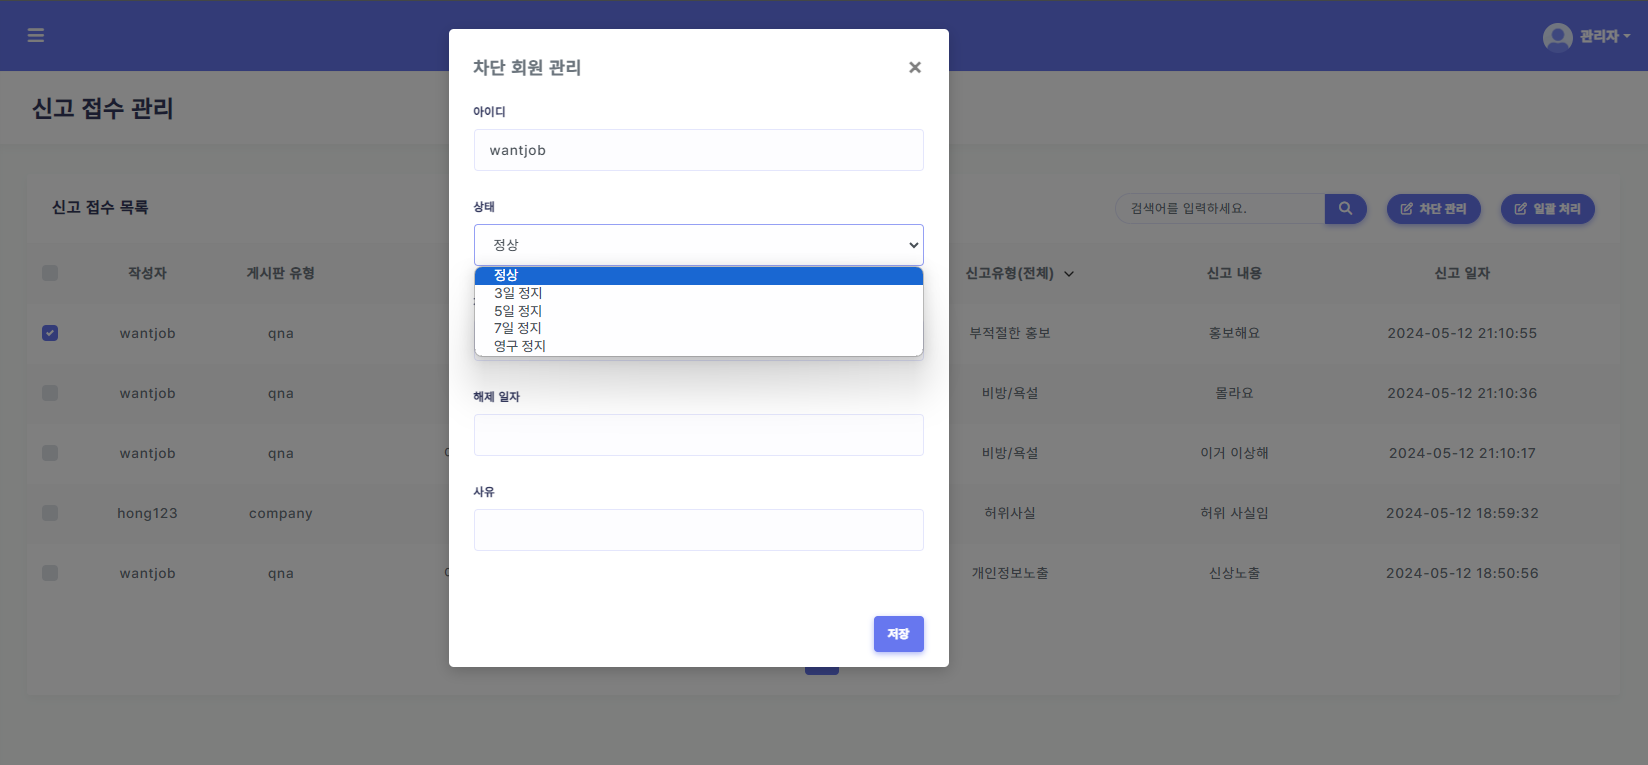 관리자
신고 접수 관리
신고 접수 목록
검색어를 입력하세요.
차단 관리
일괄 처리
작성자 게시판 유형 신고유형(전체) 신고 내용 신고 일자
wantjob qna 부적절한 홍보 홍보해요 2024-05-12 21:10:55
wantjob qna 비방/욕설 몰라요 2024-05-12 21:10:36
wantjob qna 비방/욕설 이거 이상해 2024-05-12 21:10:17
hong123 company 허위사실 허위 사실임 2024-05-12 18:59:32
wantjob qna 개인정보노출 신상노출 2024-05-12 18:50:56
차단 회원 관리
아이디
wantjob
상태
정상
정상
3일 정지
5일 정지
7일 정지
영구 정지
해제 일자
사유
저장